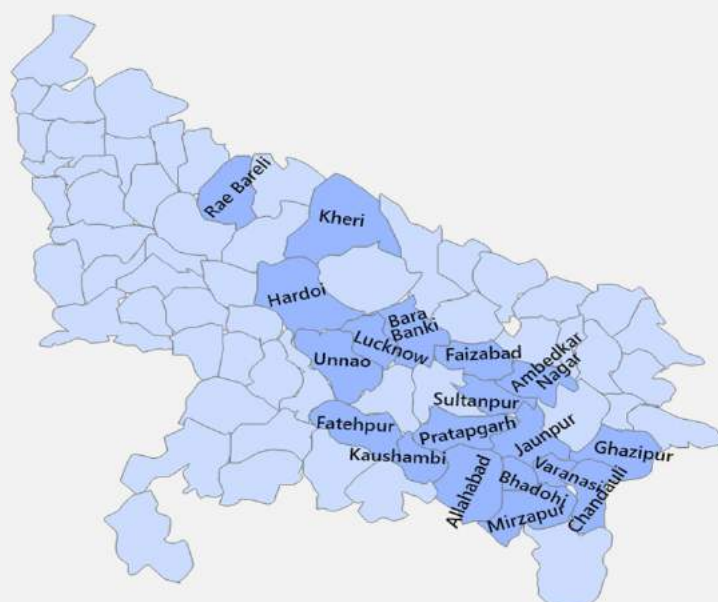 Rae Bareli
Kheri
Hardoi
Bara
Banki
Lucknow
Unnao
Faizabad
Ambedkar
Nagar
Sultanpur
Fatehpur
Pratapgarh
Jaunpur
Ghazipur
Kaushambi
Varanasi
Allahabad
Bhadohi
Chandauli
Mirzapur